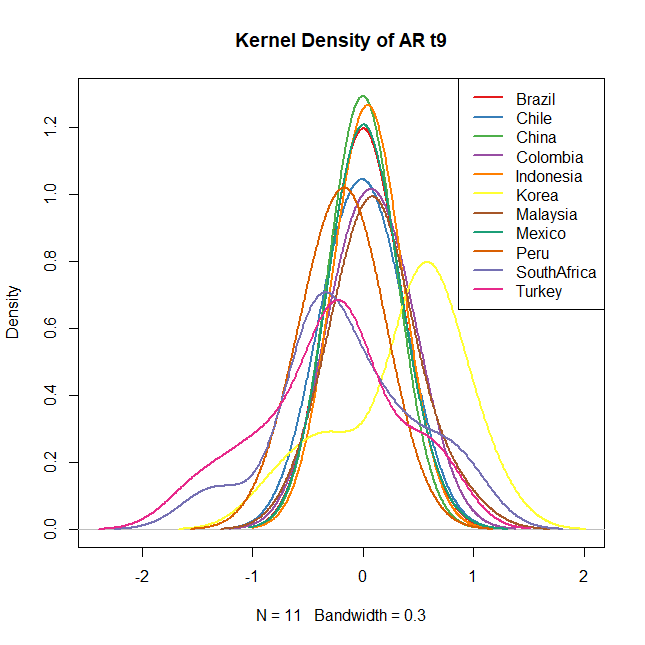 Kernel Density of AR t9
Brazil
Chile
China
Colombia
Indonesia
Korea
Malaysia
Mexico
Peru
SouthAfrica
Turkey
Density
0.0
0.2
0.4
0.6
0.8
1.0
1.2
-2 -1 0 1 2
N = 11 Bandwidth = 0.3